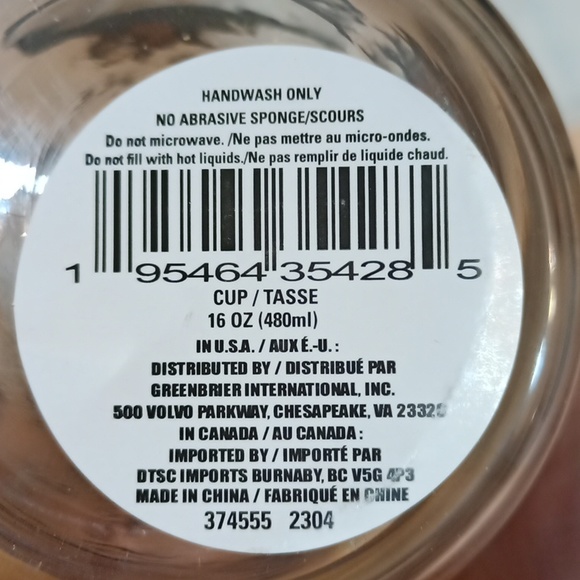 HANDWASH ONLY
NO ABRASIVE SPONGE/SCOURS
Do not microwave. /Ne pas mettre au micro-ondes.
Do not fill with hot liquids./Ne pas remplir de liquide chaud.
1 95464 35428 5
CUP / TASSE
16 OZ (480ml)
IN U.S.A. / AUX É.-U. :
DISTRIBUTED BY / DISTRIBUÉ PAR
GREENBRIER INTERNATIONAL, INC.
500 VOLVO PARKWAY, CHESAPEAKE, VA 23320
IN CANADA / AU CANADA :
IMPORTED BY / IMPORTÉ PAR
DTSC IMPORTS BURNABY, BC V5G 4P3
MADE IN CHINA / FABRIQUÉ EN CHINE
374555 2304